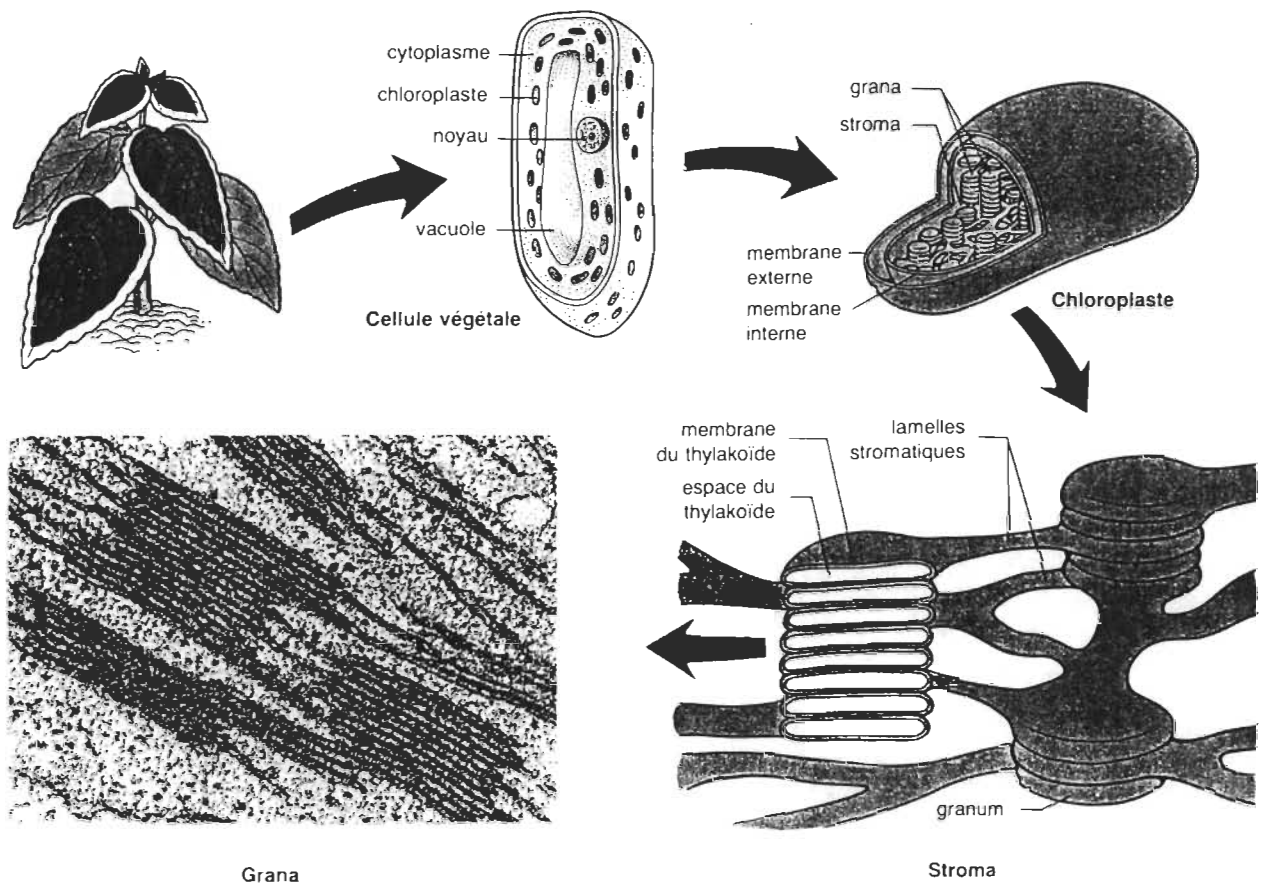 cytoplasme
chloroplaste
noyau
vacuole
Cellule végétale
grana
stroma
membrane
externe
membrane
interne
Chloroplaste
membrane
du thylakoïde
espace du
thylakoïde
lamelles
stromatiques
granum
Grana
Stroma